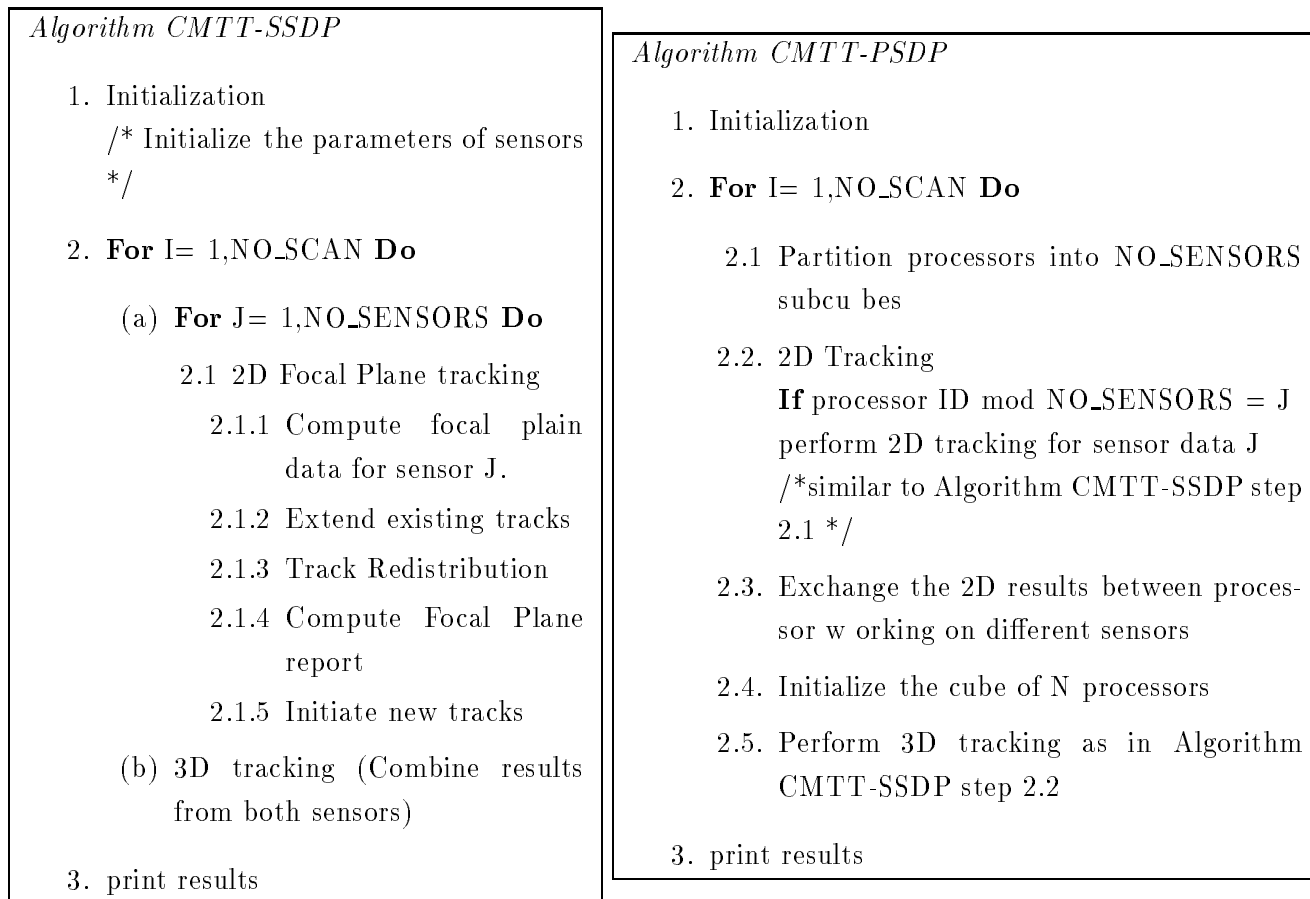 Algorithm CMTT-SSDP
1. Initialization
/* Initialize the parameters of sensors
*/
2. For I= 1,NO_SCAN Do
(a) For J= 1,NO_SENSORS Do
2.1 2D Focal Plane tracking
2.1.1 Compute focal plain
data for sensor J.
2.1.2 Extend existing tracks
2.1.3 Track Redistribution
2.1.4 Compute Focal Plane
report
2.1.5 Initiate new tracks
(b) 3D tracking (Combine results
from both sensors)
3. print results
Algorithm CMTT-PSDP
1. Initialization
2. For I= 1,NO_SCAN Do
2.1 Partition processors into NO_SENSORS
subcu bes
2.2. 2D Tracking
If processor ID mod NO_SENSORS = J
perform 2D tracking for sensor data J
/*similar to Algorithm CMTT-SSDP step
2.1 */
2.3. Exchange the 2D results between proces-
sor w orking on different sensors
2.4. Initialize the cube of N processors
2.5. Perform 3D tracking as in Algorithm
CMTT-SSDP step 2.2
3. print results